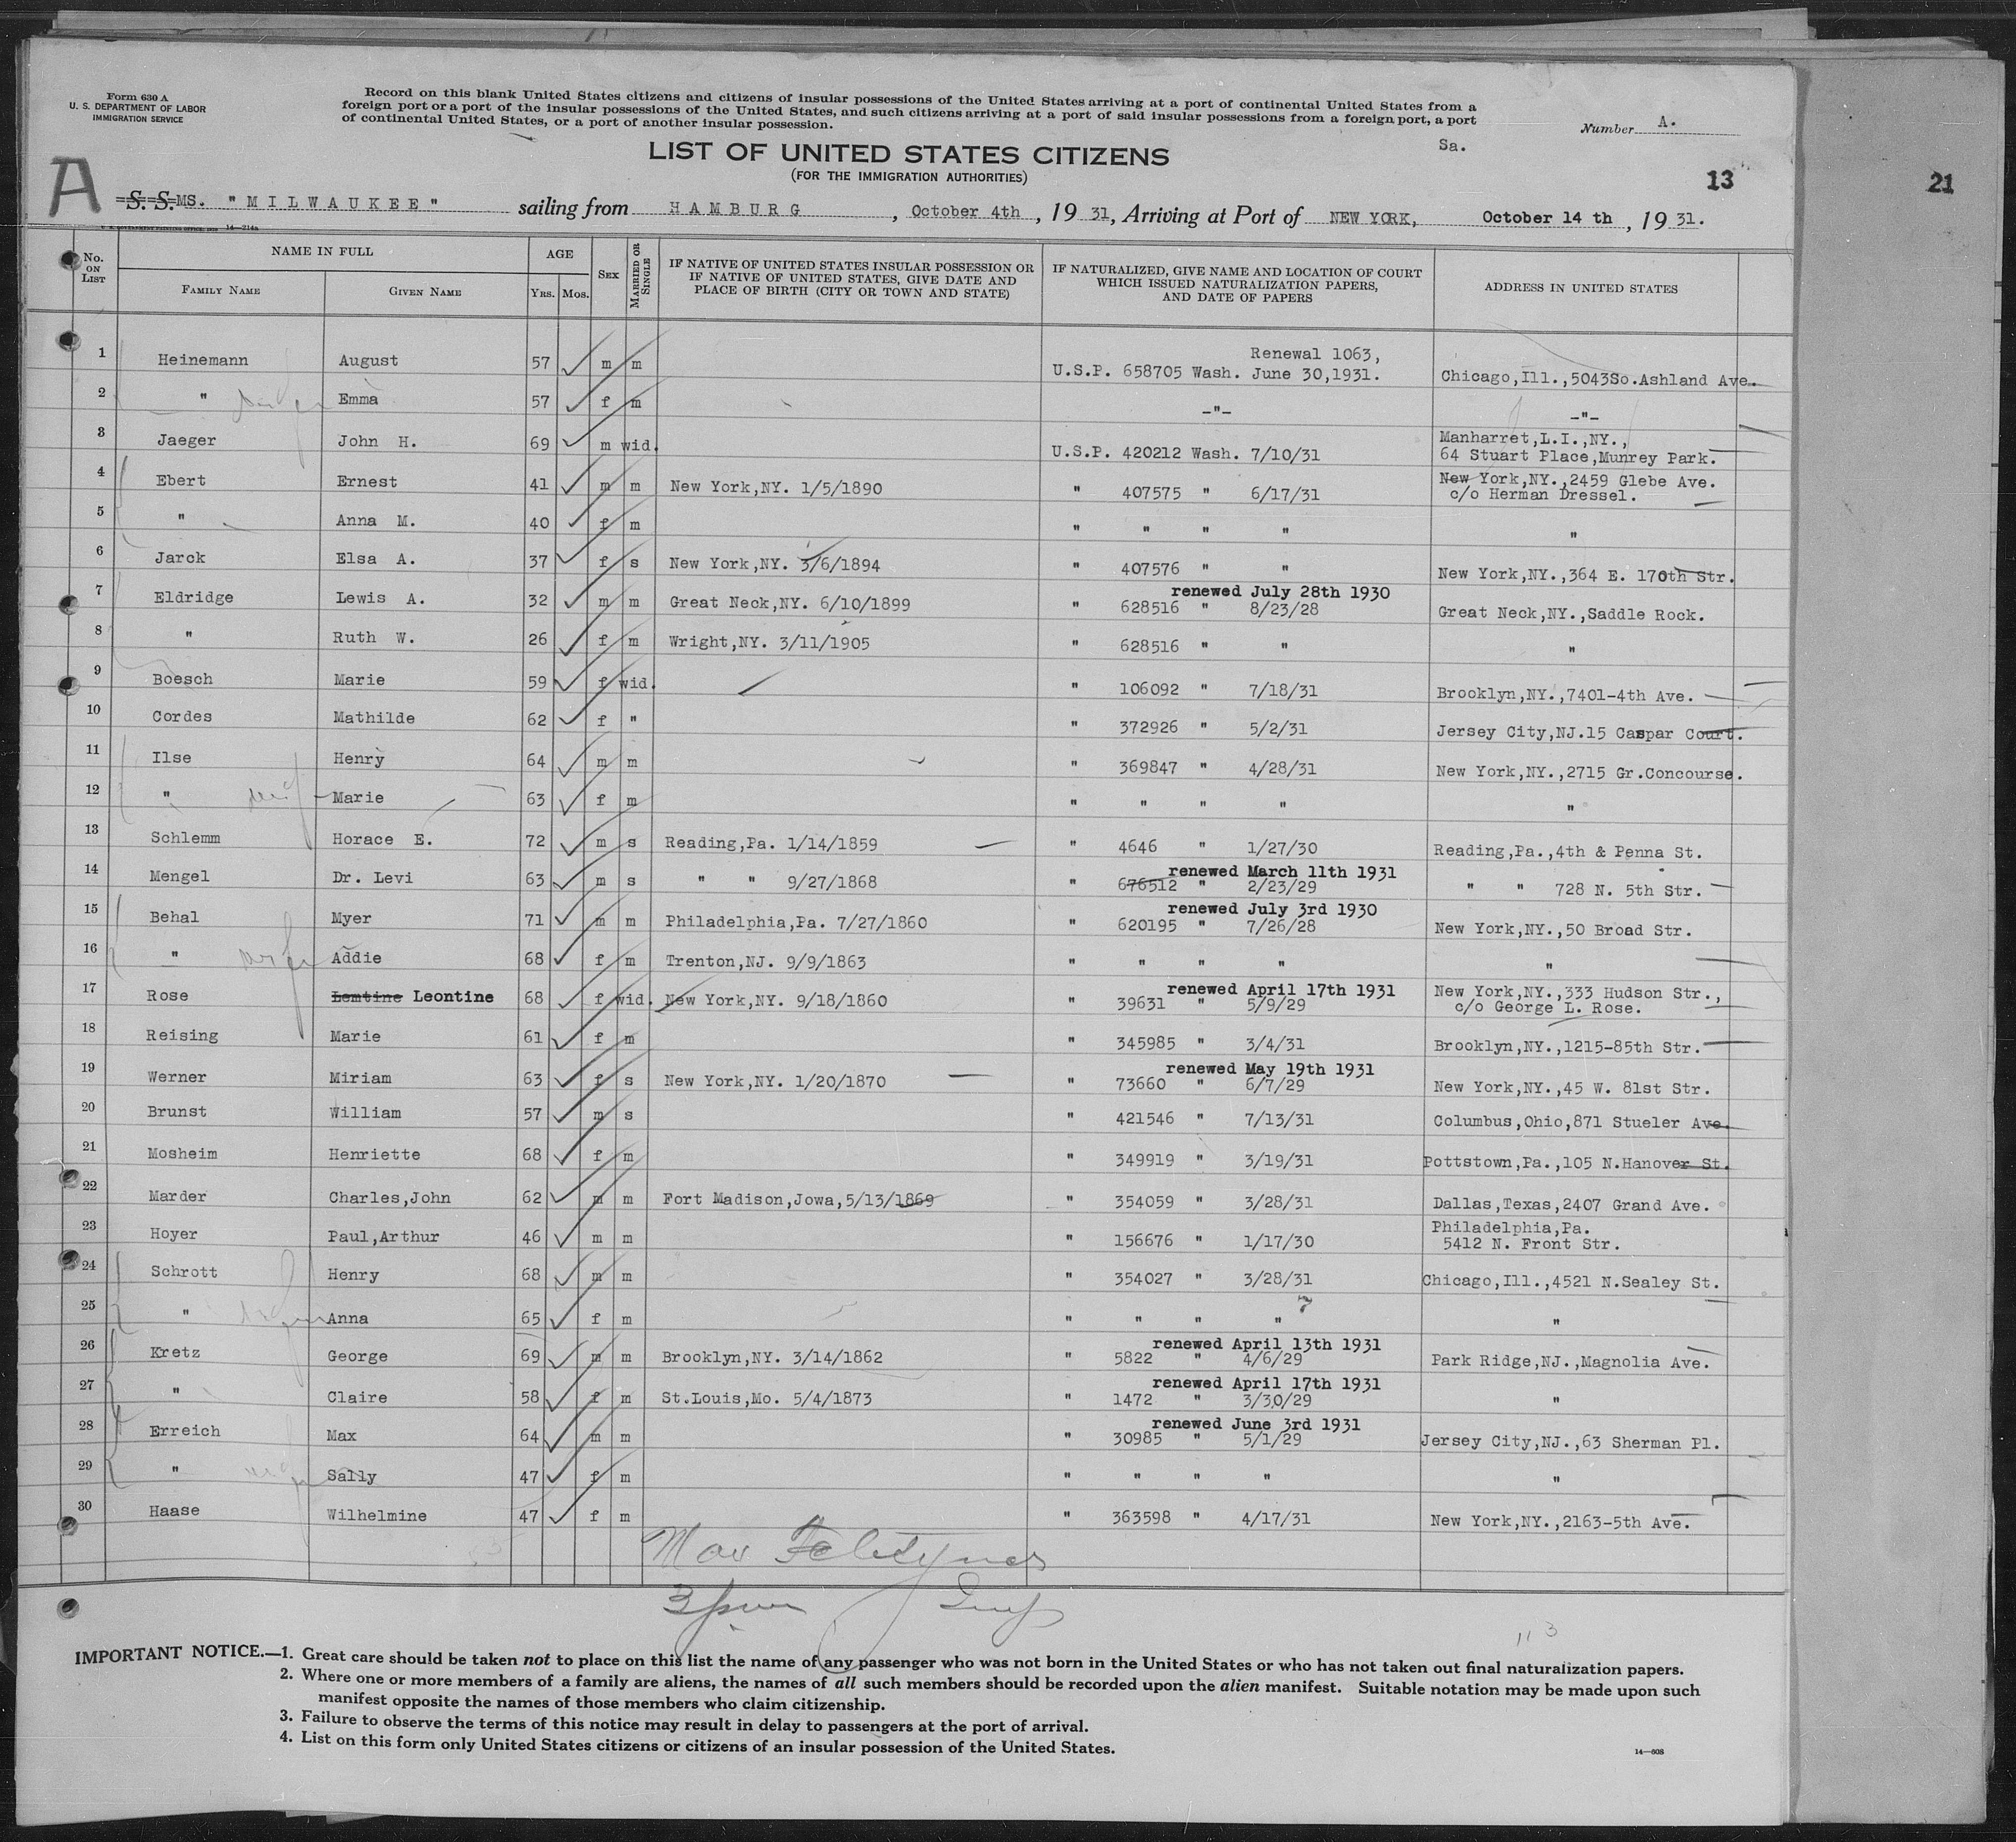 Form 630 A
U. S. DEPARTMENT OF LABOR
IMMIGRATION SERVICE
Record on this blank United States citizens and citizens of insular possessions of the United States arriving at a port of continental United States from a
foreign port or a port of the insular possessions of the United States, and such citizens arriving at a port of said insular possessions from a foreign port, a port
of continental United States, or a port of another insular possession.
Number A.
Sa.
LIST OF UNITED STATES CITIZENS
(FOR THE IMMIGRATION AUTHORITIES)
13
21
A
S. S. MS. "MILWAUKEE" sailing from HAMBURG, October 4th, 19 31, Arriving at Port of NEW YORK, October 14 th, 19 31.
14—214a
No. ON LIST
NAME IN FULL
FAMILY NAME
GIVEN NAME
AGE
YRS.
MOS.
SEX
MARRIED OR SINGLE
IF NATIVE OF UNITED STATES INSULAR POSSESSION OR
IF NATIVE OF UNITED STATES, GIVE DATE AND
PLACE OF BIRTH (CITY OR TOWN AND STATE)
IF NATURALIZED, GIVE NAME AND LOCATION OF COURT
WHICH ISSUED NATURALIZATION PAPERS,
AND DATE OF PAPERS
ADDRESS IN UNITED STATES
Renewal 1063,
1 Heinemann August 57 m m U.S.P. 658705 Wash. June 30,1931. Chicago,Ill.,5043So.Ashland Ave.
2 " Emma 57 f m -"- -"-
Manharret,L.I.,NY.,
3 Jaeger John H. 69 m wid. U.S.P. 420212 Wash. 7/10/31 64 Stuart Place,Munrey Park.
4 Ebert Ernest 41 m m New York,NY. 1/5/1890 " 407575 " 6/17/31 New York,NY.,2459 Glebe Ave.
c/o Herman Dressel.
5 " Anna M. 40 f m " " " " "
6 Jarck Elsa A. 37 f s New York,NY. 3/6/1894 " 407576 " " New York,NY.,364 E. 170th Str.
renewed July 28th 1930
7 Eldridge Lewis A. 32 m m Great Neck,NY. 6/10/1899 " 628516 " 8/23/28 Great Neck,NY.,Saddle Rock.
8 " Ruth W. 26 f m Wright,NY. 3/11/1905 " 628516 " " "
9 Boesch Marie 59 f wid. " 106092 " 7/18/31 Brooklyn,NY.,7401-4th Ave.
10 Cordes Mathilde 62 f " " 372926 " 5/2/31 Jersey City,NJ.15 Caspar Court.
11 Ilse Henry 64 m m " 369847 " 4/28/31 New York,NY.,2715 Gr.Concourse.
12 " Marie 63 f m " " " " "
13 Schlemm Horace E. 72 m s Reading,Pa. 1/14/1859 " 4646 " 1/27/30 Reading,Pa.,4th & Penna St.
renewed March 11th 1931
14 Mengel Dr. Levi 63 m s " " 9/27/1868 " 676512 " 2/23/29 " " 728 N. 5th Str.
renewed July 3rd 1930
15 Behal Myer 71 m m Philadelphia,Pa. 7/27/1860 " 620195 " 7/26/28 New York,NY.,50 Broad Str.
16 " Addie 68 f m Trenton,NJ. 9/9/1863 " " " " "
renewed April 17th 1931
17 Rose Lemtine Leontine 68 f wid. New York,NY. 9/18/1860 " 39631 " 5/9/29 New York,NY.,333 Hudson Str.,
c/o George L. Rose.
18 Reising Marie 61 f m " 345985 " 3/4/31 Brooklyn,NY.,1215-85th Str.
renewed May 19th 1931
19 Werner Miriam 63 f s New York,NY. 1/20/1870 " 73660 " 6/7/29 New York,NY.,45 W. 81st Str.
20 Brunst William 57 m s " 421546 " 7/13/31 Columbus,Ohio,871 Stueler Ave.
21 Mosheim Henriette 68 f m " 349919 " 3/19/31 Pottstown,Pa.,105 N.Hanover St.
22 Marder Charles,John 62 m m Fort Madison,Jowa,5/13/1869 " 354059 " 3/28/31 Dallas,Texas,2407 Grand Ave.
23 Hoyer Paul,Arthur 46 m m " 156676 " 1/17/30 Philadelphia,Pa.
5412 N. Front Str.
24 Schrott Henry 68 m m " 354027 " 3/28/31 Chicago,Ill.,4521 N.Sealey St.
25 " Anna 65 f m " " " " "
renewed April 13th 1931
26 Kretz George 69 m m Brooklyn,NY. 3/14/1862 " 5822 " 4/6/29 Park Ridge,NJ.,Magnolia Ave.
renewed April 17th 1931
27 " Claire 58 f m St.Louis,Mo. 5/4/1873 " 1472 " 3/30/29 "
renewed June 3rd 1931
28 Erreich Max 64 m m " 30985 " 5/1/29 Jersey City,NJ.,63 Sherman Pl.
29 " Sally 47 f m " " " " "
30 Haase Wilhelmine 47 f m " 363598 " 4/17/31 New York,NY.,2163-5th Ave.
113
IMPORTANT NOTICE.—1. Great care should be taken not to place on this list the name of any passenger who was not born in the United States or who has not taken out final naturalization papers.
2. Where one or more members of a family are aliens, the names of all such members should be recorded upon the alien manifest. Suitable notation may be made upon such
manifest opposite the names of those members who claim citizenship.
3. Failure to observe the terms of this notice may result in delay to passengers at the port of arrival.
4. List on this form only United States citizens or citizens of an insular possession of the United States.
14—608